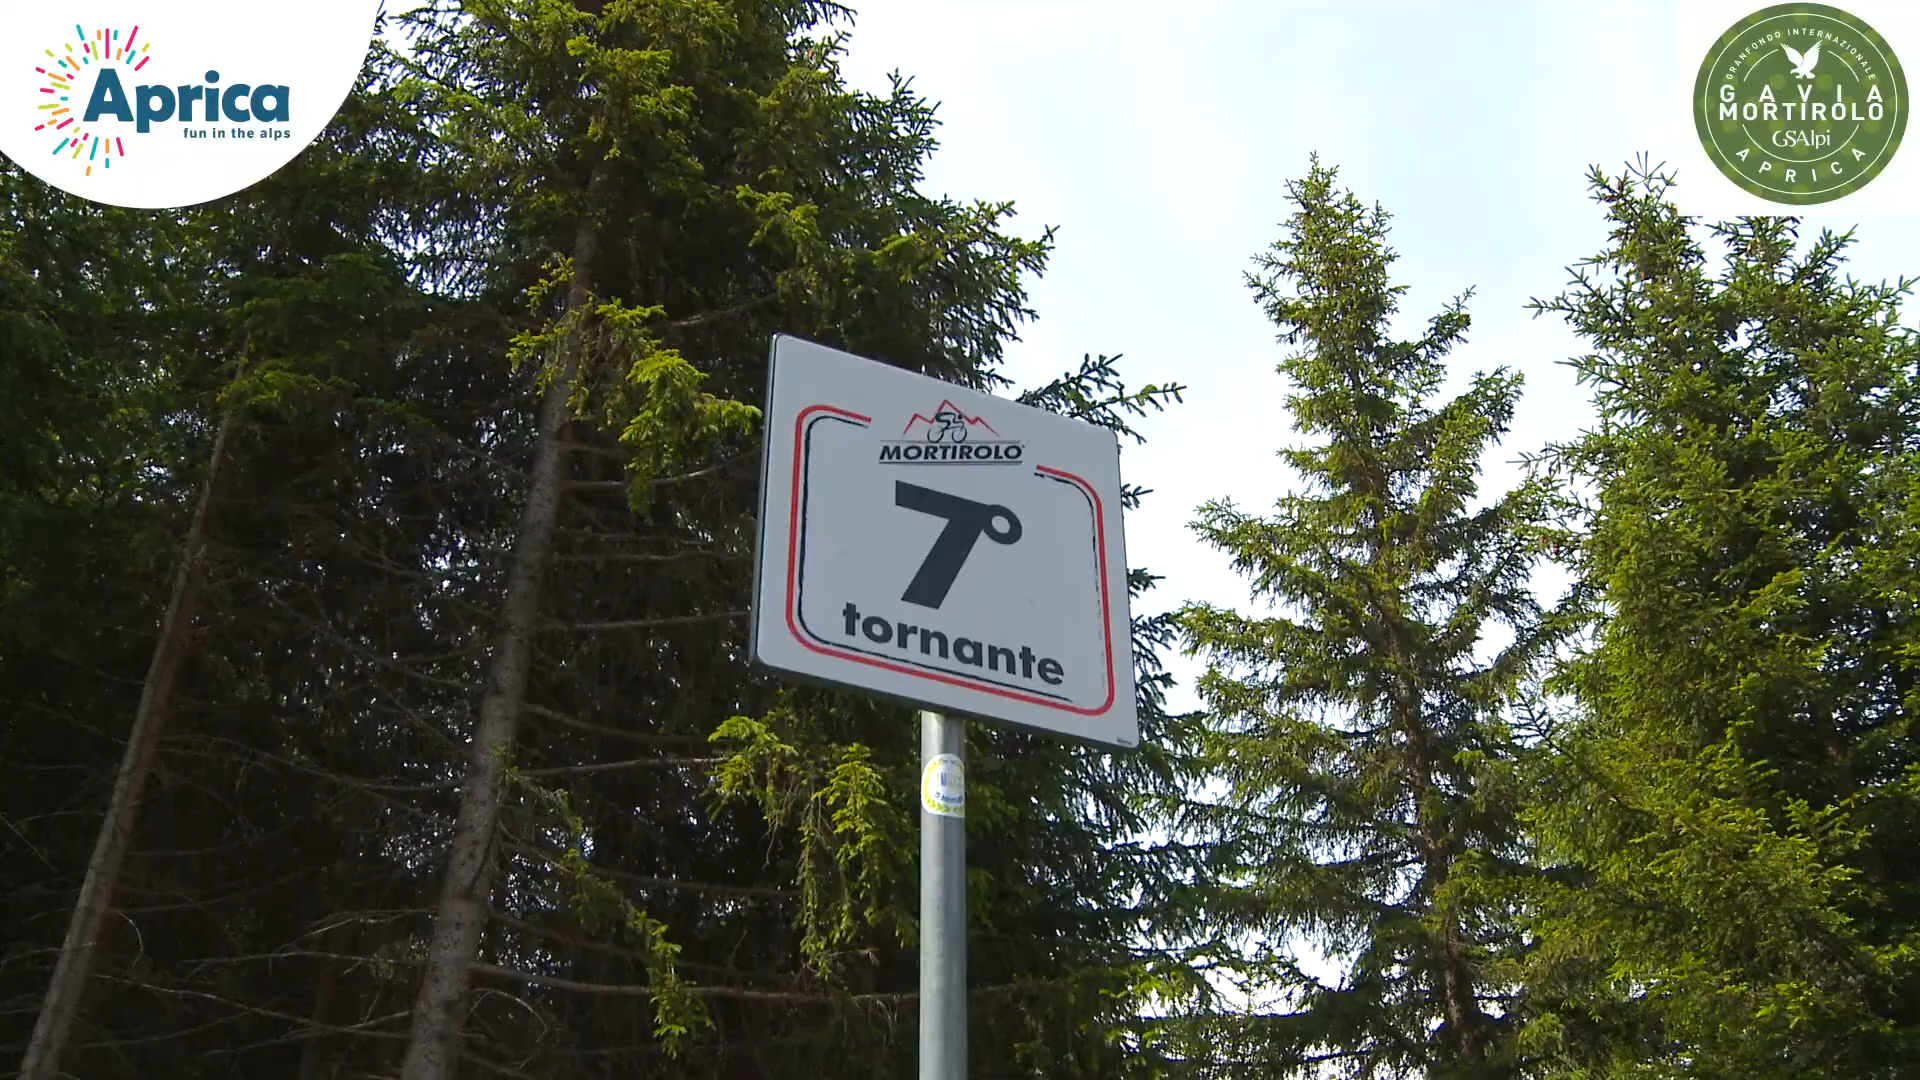 Aprica
fun in the alps
GRANFONDO INTERNAZIONALE
GAVIA
MORTIROLO
GSAlpi
APRICA
MORTIROLO
7°
tornante